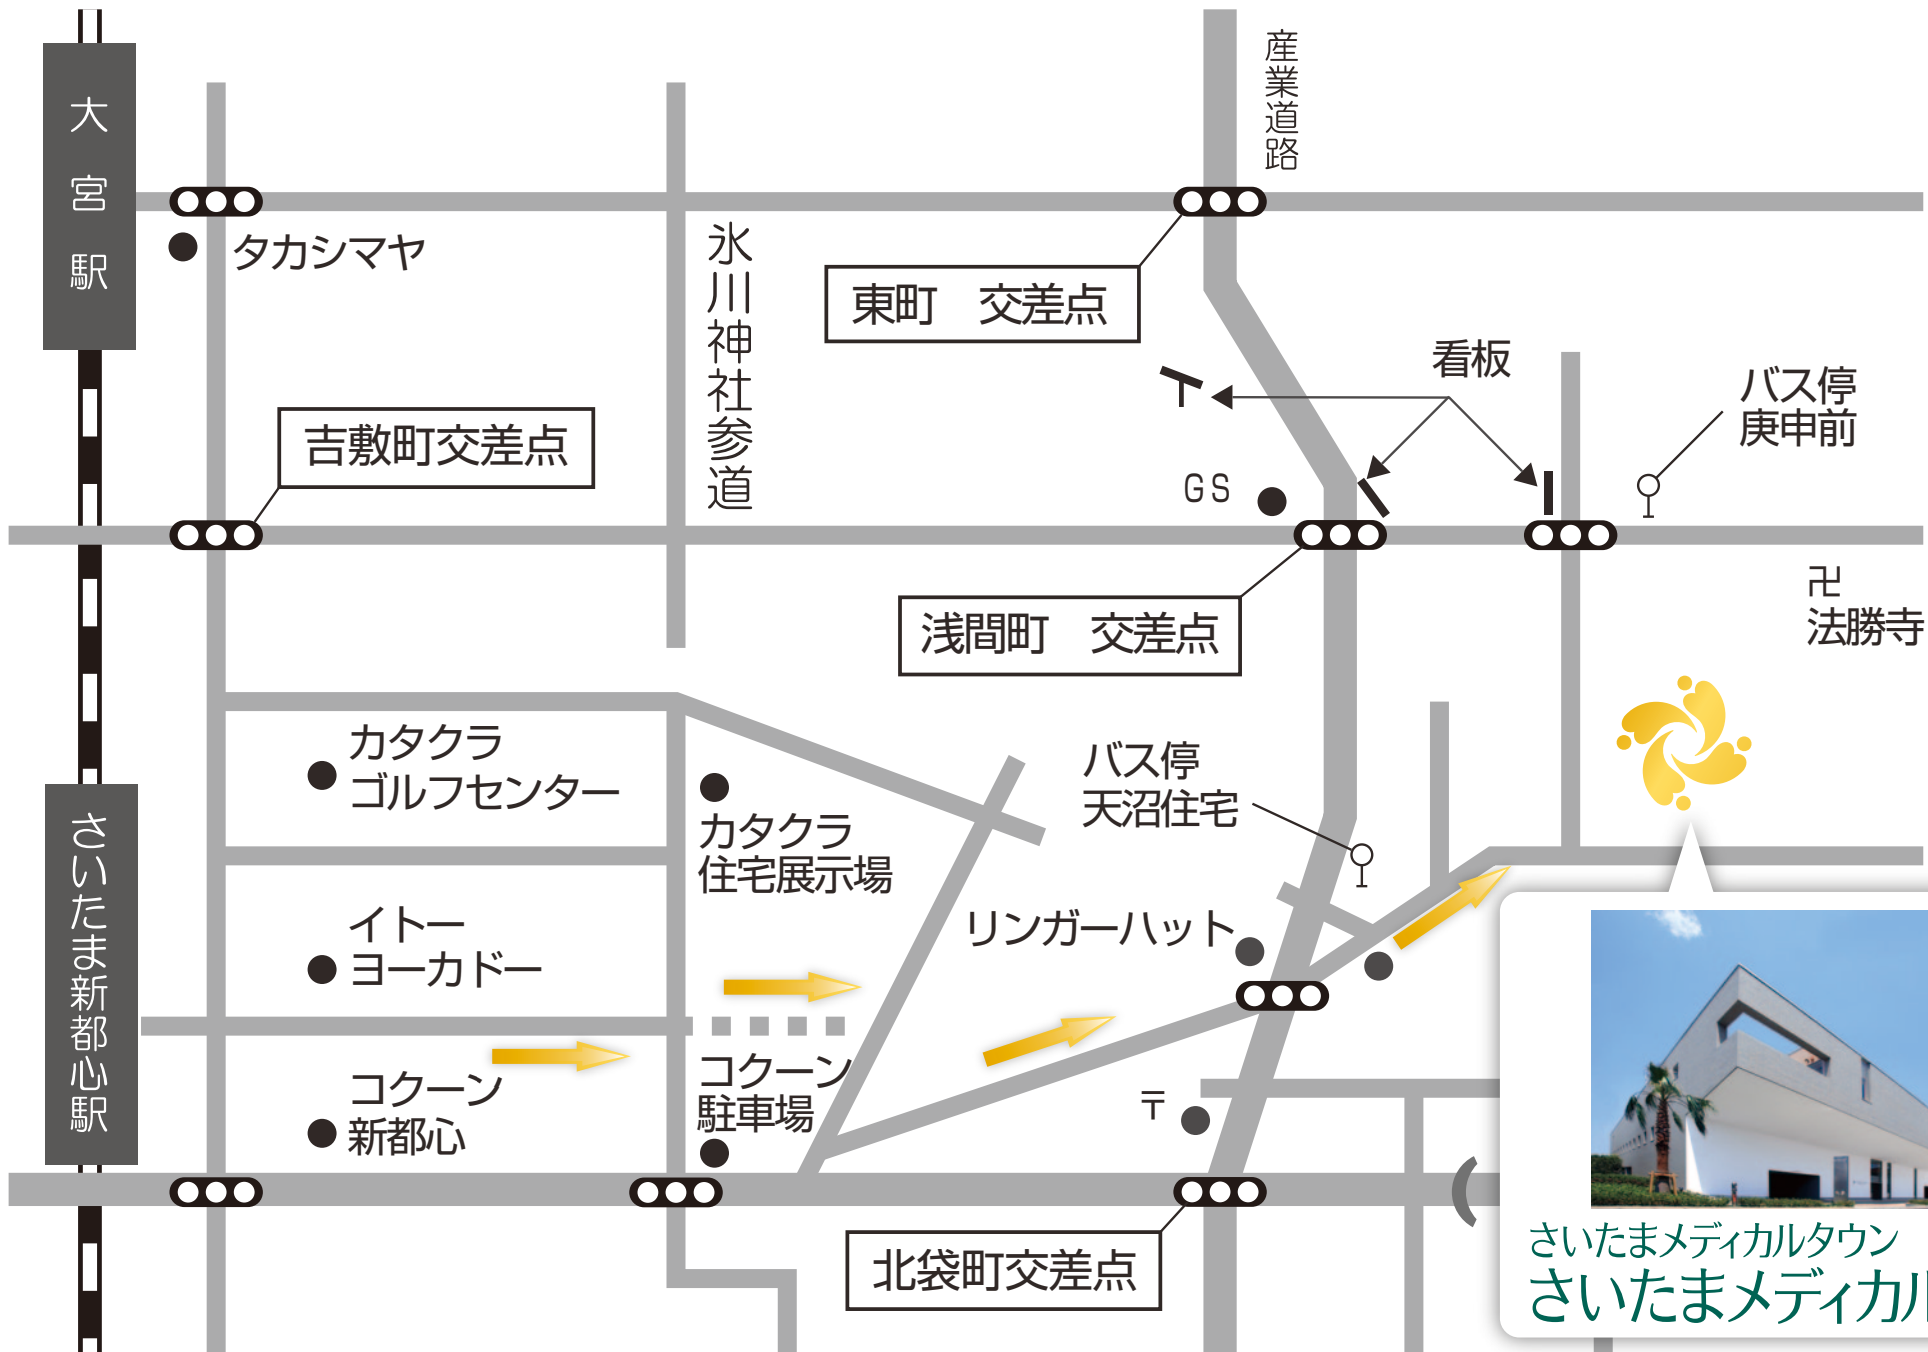 大宮駅
産業道路
タカシマヤ
氷川神社参道
東町　交差点
看板
バス停
庚申前
吉敷町交差点
GS
浅間町　交差点
卍
法勝寺
カタクラ
ゴルフセンター
カタクラ
住宅展示場
バス停
天沼住宅
さいたま新都心駅
イトー
ヨーカドー
リンガーハット
コクーン
新都心
コクーン
駐車場
〒
北袋町交差点
さいたまメディカルタウン
さいたまメディカル